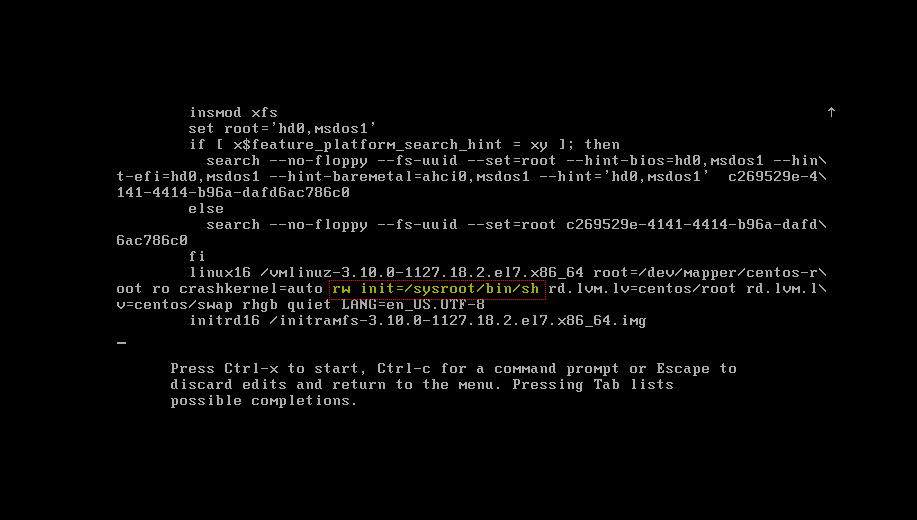 insmod xfs
set root='hd0,msdos1'
if [ x$feature_platform_search_hint = xy ]; then
search --no-floppy --fs-uuid --set=root --hint-bios=hd0,msdos1 --hin\
t-efi=hd0,msdos1 --hint-baremetal=ahci0,msdos1 --hint='hd0,msdos1'  c269529e-4\
141-4414-b96a-dafd6ac786c0
else
search --no-floppy --fs-uuid --set=root c269529e-4141-4414-b96a-dafd\
6ac786c0
fi
linux16 /vmlinuz-3.10.0-1127.18.2.el7.x86_64 root=/dev/mapper/centos-r\
oot ro crashkernel=auto rw init=/sysroot/bin/sh rd.lvm.lv=centos/root rd.lvm.l\
v=centos/swap rhgb quiet LANG=en_US.UTF-8
initrd16 /initramfs-3.10.0-1127.18.2.el7.x86_64.img
Press Ctrl-x to start, Ctrl-c for a command prompt or Escape to
discard edits and return to the menu. Pressing Tab lists
possible completions.